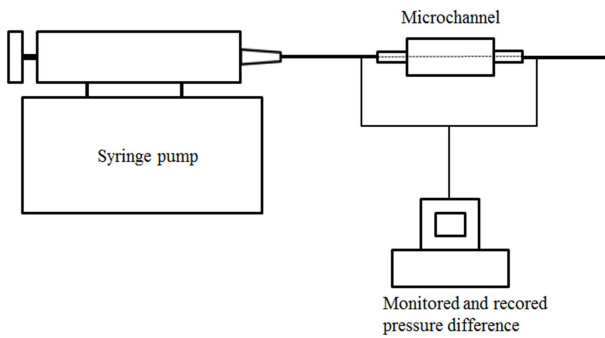 Microchannel
Syringe pump
Monitored and recored
pressure difference